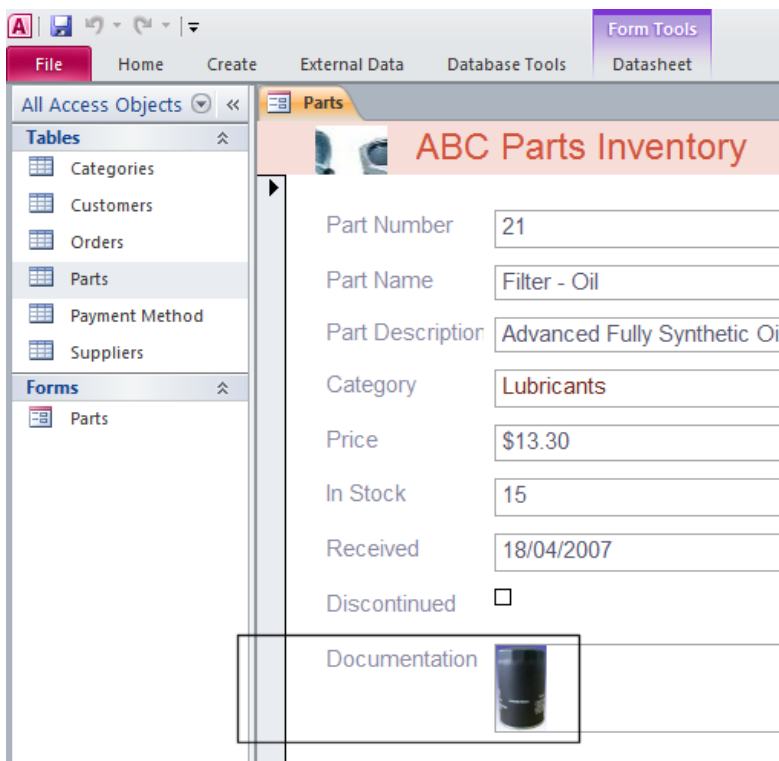 A
Form Tools
File Home Create External Data Database Tools Datasheet
All Access Objects « Parts
Tables
Categories
Customers
Orders
Parts
Payment Method
Suppliers
Forms
Parts
ABC Parts Inventory
Part Number 21
Part Name Filter - Oil
Part Description Advanced Fully Synthetic Oi
Category Lubricants
Price $13.30
In Stock 15
Received 18/04/2007
Discontinued
Documentation